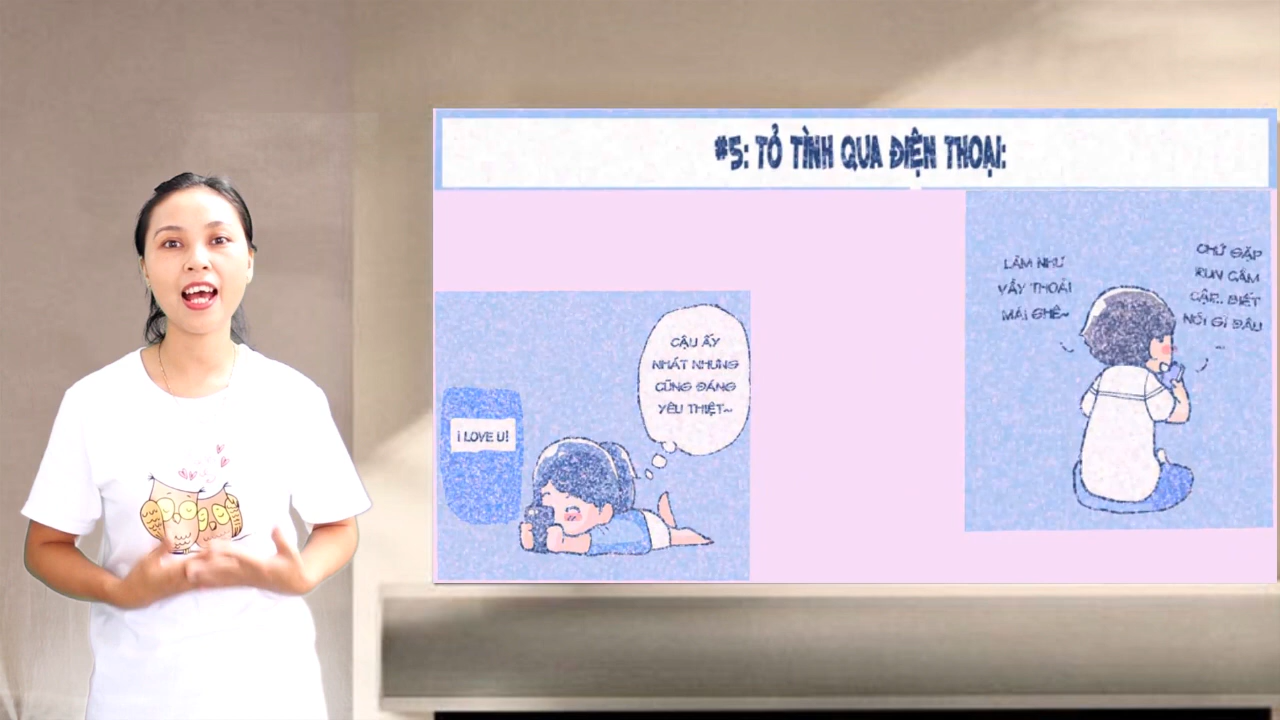 #5: TỎ TÌNH QUA ĐIỆN THOẠI:
CẬU ẤY
NHÁT NHƯNG
CŨNG ĐÁNG
YÊU THIỆT~
I LOVE U!
LÀM NHƯ
VẦY THOẢI
MÁI GHÊ~
CHỨ GẶP
RUN CẦM
CẬP.. BIẾT
NÓI GÌ ĐÂU
...